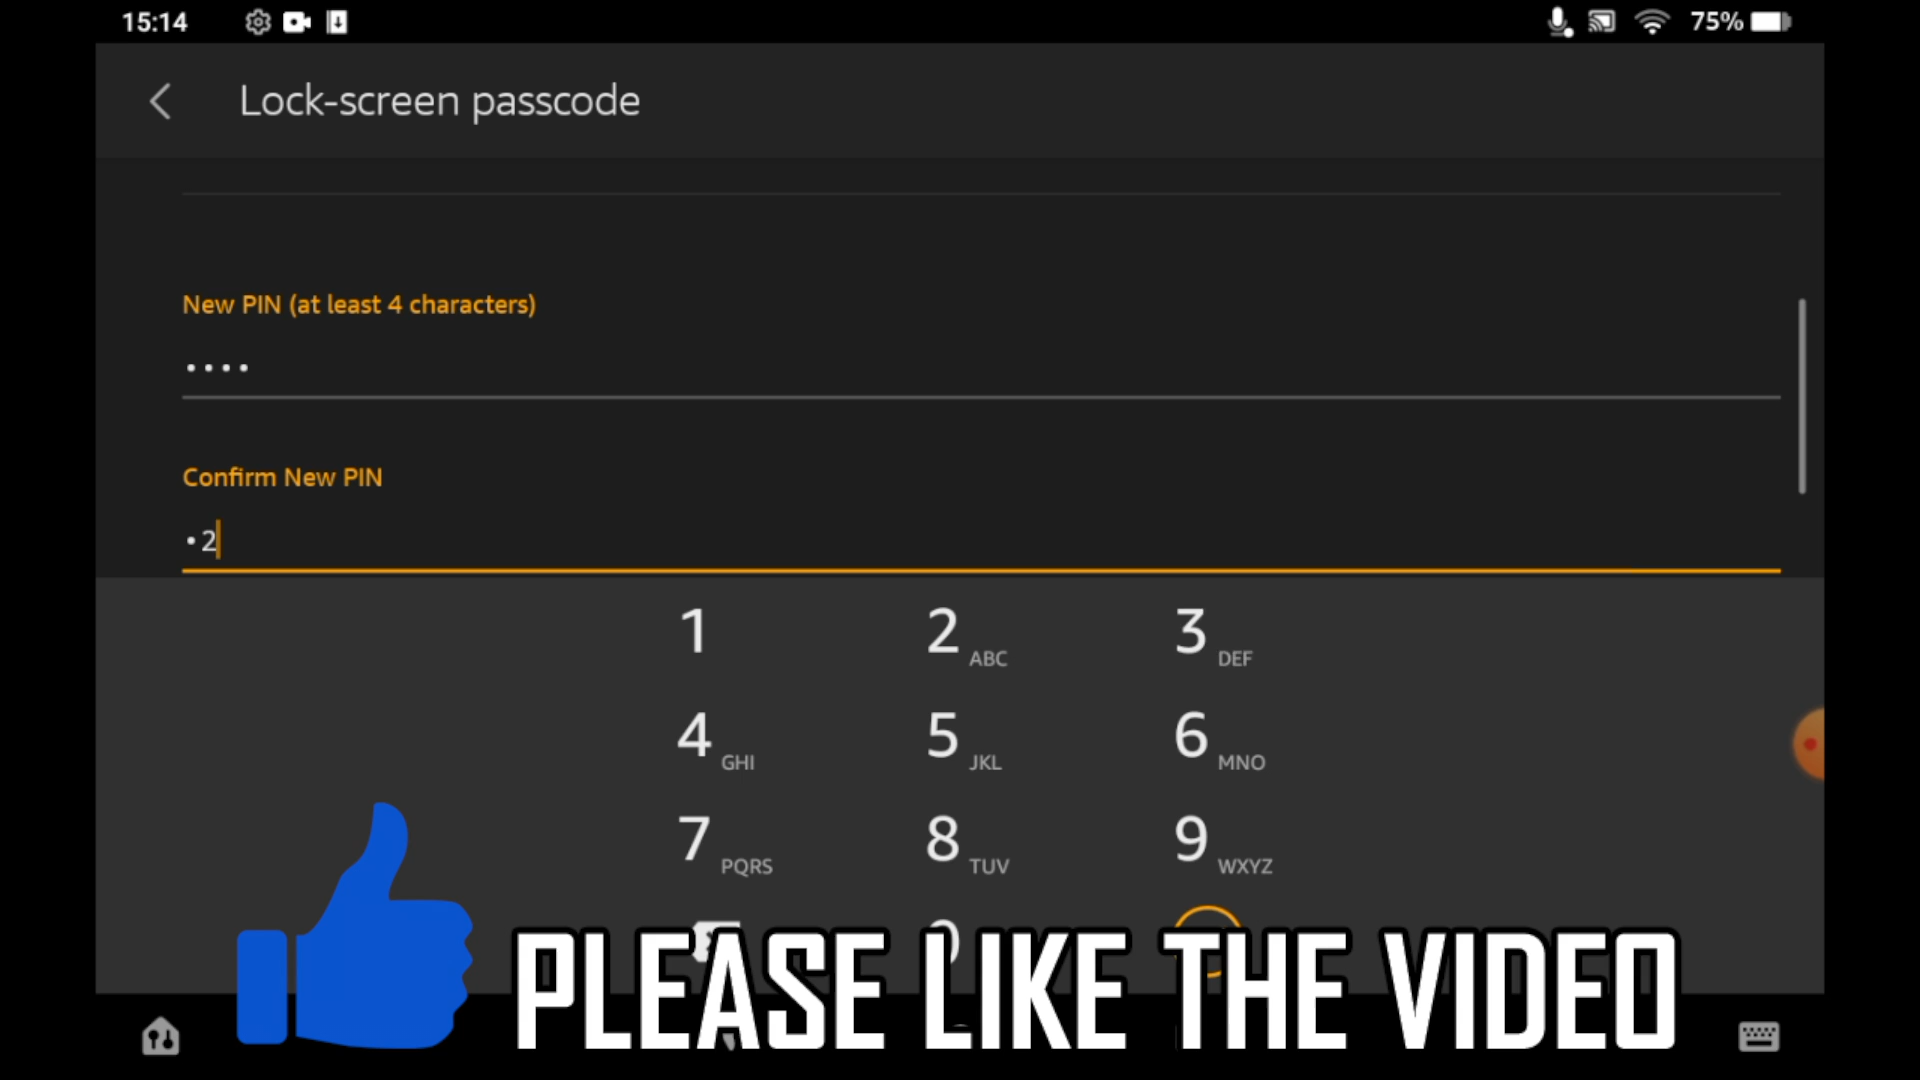 15:14
75%
Lock-screen passcode
New PIN (at least 4 characters)
••••
Confirm New PIN
•2
1
2 ABC
3 DEF
4 GHI
5 JKL
6 MNO
7 PQRS
8 TUV
9 WXYZ
0
PLEASE LIKE THE VIDEO